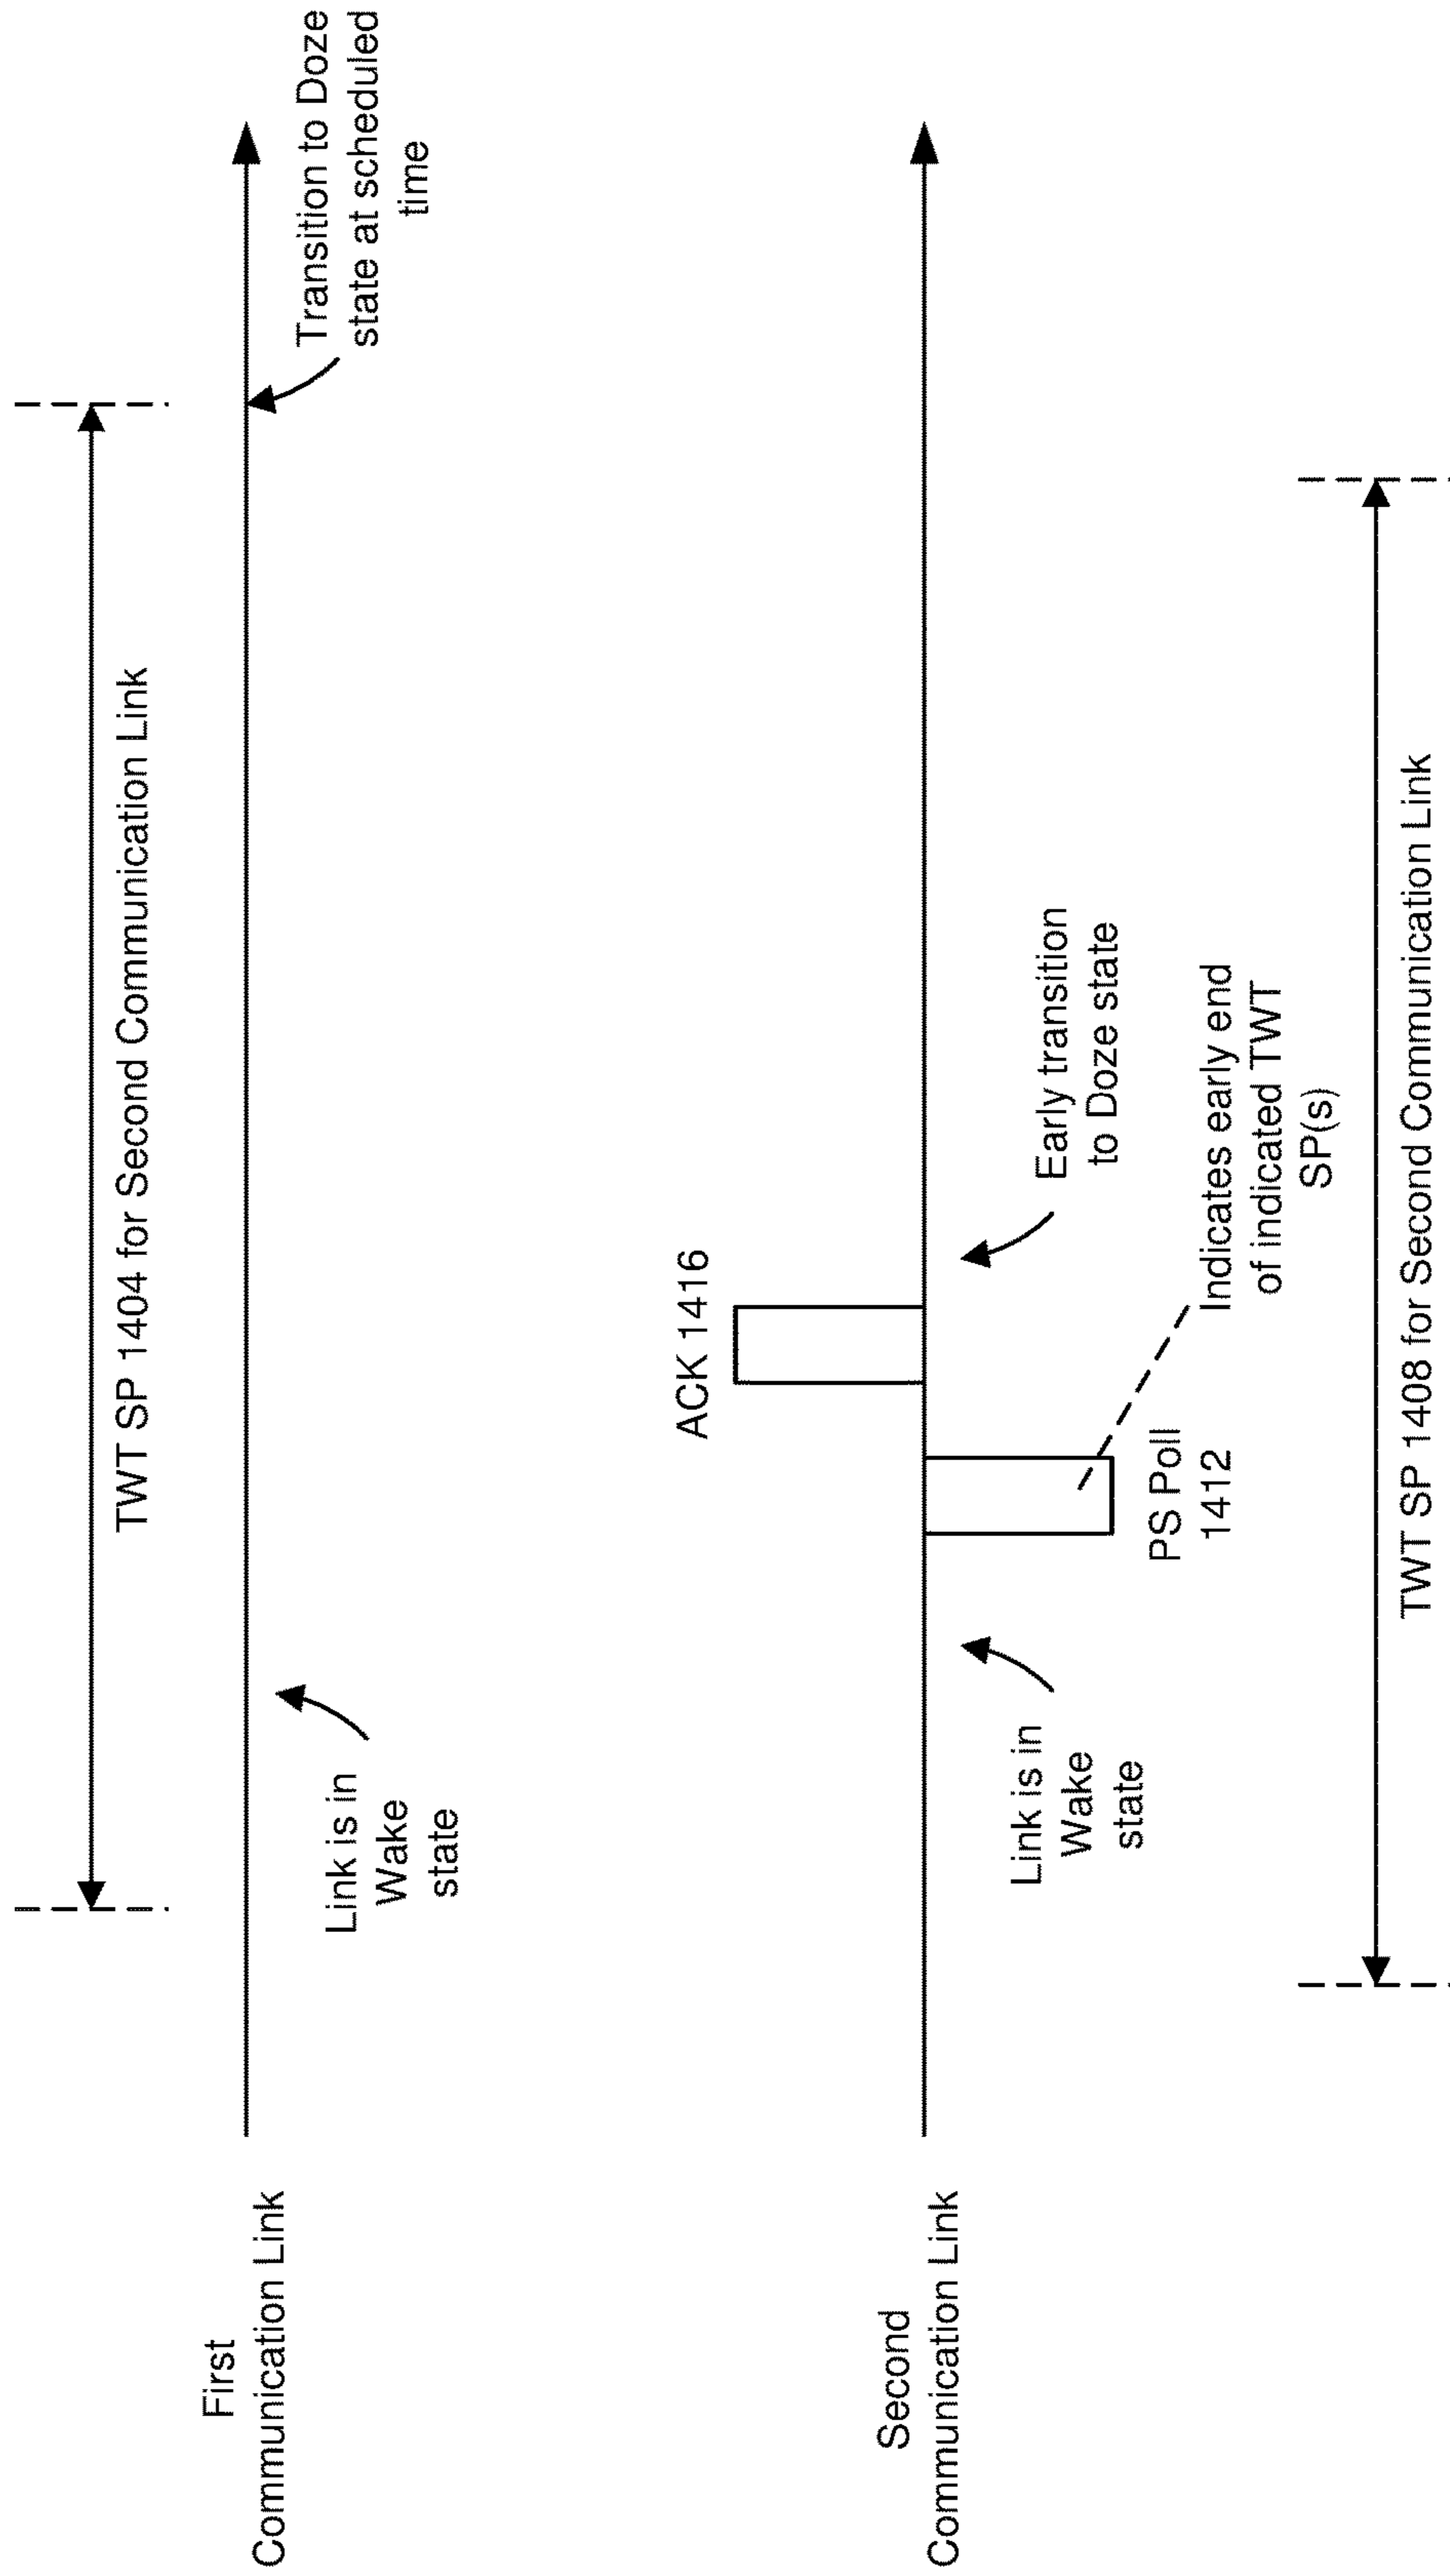 TWT SP 1404 for Second Communication Link
First
Communication Link
Link is in
Wake
state
Transition to Doze
state at scheduled
time
ACK 1416
Second
Communication Link
Link is in
Wake
state
PS Poll
1412
Early transition
to Doze state
Indicates early end
of indicated TWT
SP(s)
TWT SP 1408 for Second Communication Link